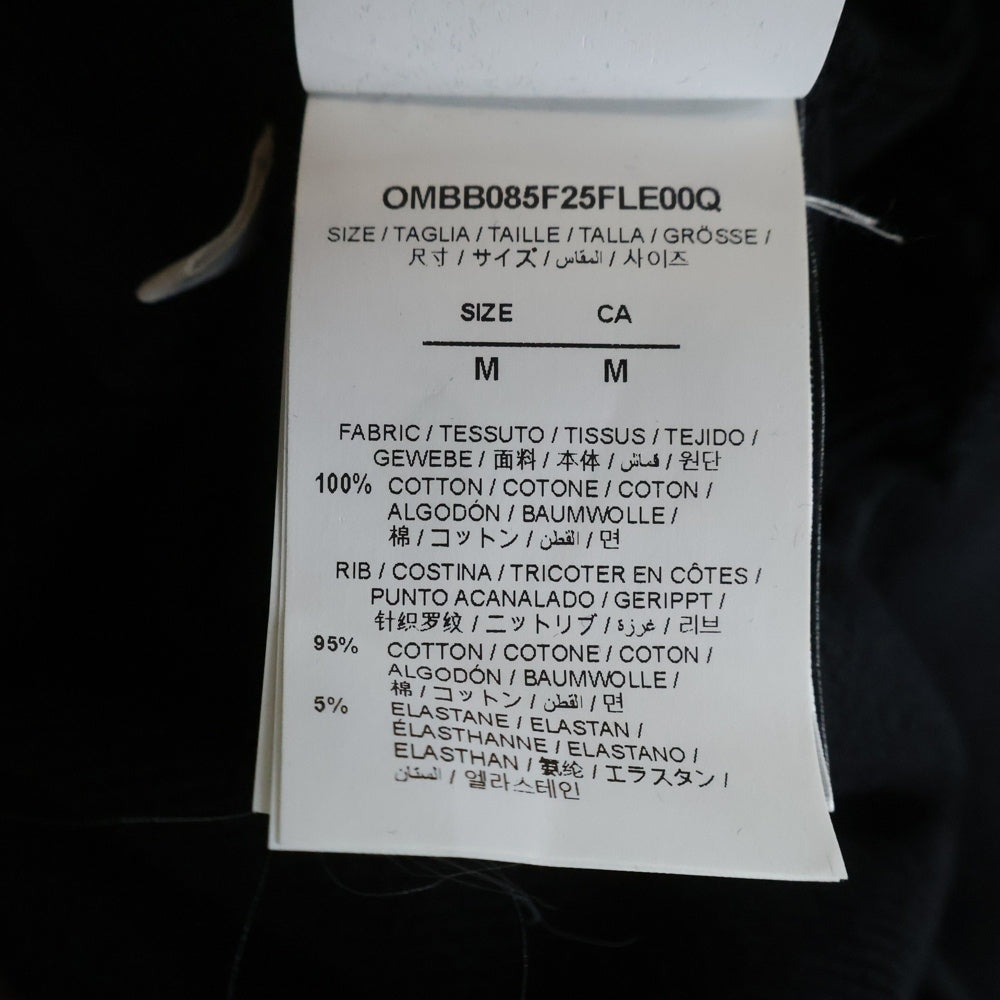 OMBB085F25FLE00Q
SIZE / TAGLIA / TAILLE / TALLA / GRÖSSE /
尺寸 / サイズ / المقاس / 사이즈
SIZE CA
M M
FABRIC / TESSUTO / TISSUS / TEJIDO /
GEWEBE / 面料 / 本体 / قماش / 원단
100% COTTON / COTONE / COTON /
ALGODÓN / BAUMWOLLE /
棉 / コットン / القطن / 면
RIB / COSTINA / TRICOTER EN CÔTES /
PUNTO ACANALADO / GERIPPT /
针织罗纹 / ニットリブ / غرزة / 리브
95% COTTON / COTONE / COTON /
ALGODÓN / BAUMWOLLE /
棉 / コットン / القطن / 면
5% ELASTANE / ELASTAN /
ÉLASTHANNE / ELASTANO /
ELASTHAN / 氨纶 / エラスタン /
/ 엘라스테인